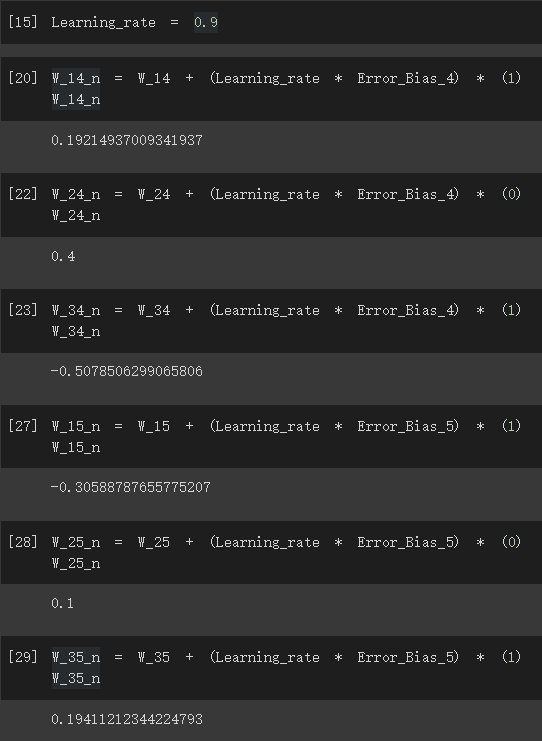 [15] Learning_rate = 0.9
[20] W_14_n = W_14 + (Learning_rate * Error_Bias_4) * (1)
W_14_n
0.19214937009341937
[22] W_24_n = W_24 + (Learning_rate * Error_Bias_4) * (0)
W_24_n
0.4
[23] W_34_n = W_34 + (Learning_rate * Error_Bias_4) * (1)
W_34_n
-0.5078506299065806
[27] W_15_n = W_15 + (Learning_rate * Error_Bias_5) * (1)
W_15_n
-0.30588787655775207
[28] W_25_n = W_25 + (Learning_rate * Error_Bias_5) * (0)
W_25_n
0.1
[29] W_35_n = W_35 + (Learning_rate * Error_Bias_5) * (1)
W_35_n
0.19411212344224793